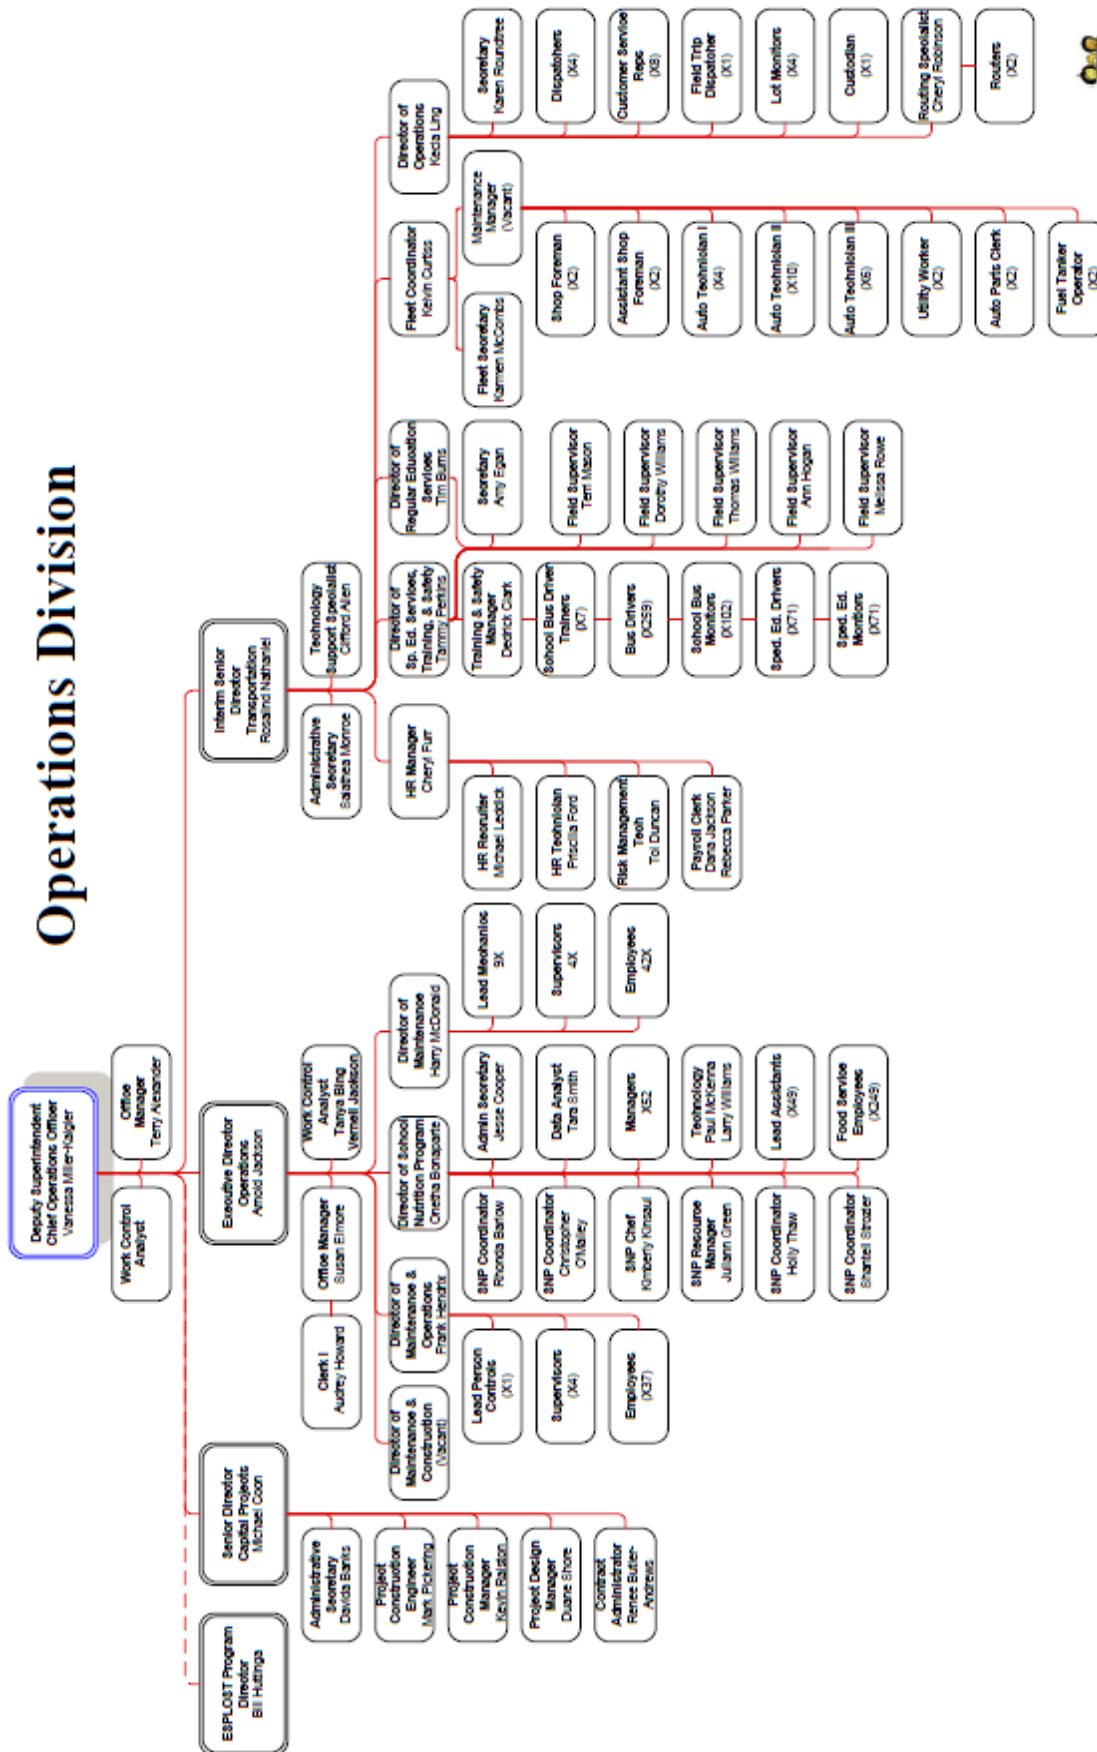 Operations Division
Deputy Superintendent
Chief Operations Officer
Vanessa Miller-Kaigler
Work Control
Analyst
Office
Manager
Terry Alexander
ESPLOST Program
Director
Bill Huttinga
Senior Director
Capital Projects
Michael Coon
Executive Director
Operations
Arnold Jackson
Interim Senior
Director
Transportation
Rosalind Nathaniel
Administrative
Secretary
Davida Banks
Project
Construction
Engineer
Mark Pickering
Project
Construction
Manager
Kevin Ralston
Project Design
Manager
Duane Shore
Contract
Administrator
Renee Butler-
Andrews
Clerk I
Audrey Howard
Office Manager
Susan Elmore
Work Control
Analyst
Tanya Bing
Vernell Jackson
Director of
Maintenance &
Construction
(Vacant)
Director of
Maintenance &
Operations
Frank Hendrix
Director of School
Nutrition Program
Onetha Bonaparte
Director of
Maintenance
Harry McDonald
Lead Person
Controls
(X1)
Supervisors
(X4)
Employees
(X37)
SNP Coordinator
Rhonda Barlow
SNP Coordinator
Christopher
O'Malley
SNP Chef
Kimberly Kinsaul
SNP Resource
Manager
Juliann Green
SNP Coordinator
Holly Thaw
SNP Coordinator
Shantell Strozier
Admin Secretary
Jesse Cooper
Data Analyst
Tara Smith
Managers
X52
Technology
Paul McKenna
Larry Williams
Lead Assistants
(X49)
Food Service
Employees
(X249)
Lead Mechanics
9X
Supervisors
4X
Employees
42X
Administrative
Secretary
Salathea Monroe
Technology
Support Specialist
Clifford Allen
HR Manager
Cheryl Furr
HR Recruiter
Michael Leddick
HR Technician
Priscilla Ford
Risk Management
Tech
Toi Duncan
Payroll Clerk
Dana Jackson
Rebecca Parker
Director of
Sp. Ed. Services,
Training, & Safety
Tammy Perkins
Director of
Regular Education
Services
Tim Burns
Training & Safety
Manager
Dedrick Clark
School Bus Driver
Trainers
(X7)
Bus Drivers
(X259)
School Bus
Monitors
(X102)
Sped. Ed. Drivers
(X71)
Sped. Ed.
Monitors
(X71)
Secretary
Amy Egan
Field Supervisor
Terri Mason
Field Supervisor
Dorothy Williams
Field Supervisor
Thomas Williams
Field Supervisor
Ann Hogan
Field Supervisor
Melissa Rowe
Fleet Coordinator
Kelvin Curtiss
Fleet Secretary
Karmen McCombs
Maintenance
Manager
(Vacant)
Shop Foreman
(X2)
Assistant Shop
Foreman
(X2)
Auto Technician I
(X4)
Auto Technician II
(X10)
Auto Technician III
(X6)
Utility Worker
(X2)
Auto Parts Clerk
(X2)
Fuel Tanker
Operator
(X2)
Director of
Operations
Kecia Ling
Secretary
Karen Roundtree
Dispatchers
(X4)
Customer Service
Reps
(X8)
Field Trip
Dispatcher
(X1)
Lot Monitors
(X4)
Custodian
(X1)
Routing Specialist
Cheryl Robinson
Routers
(X2)